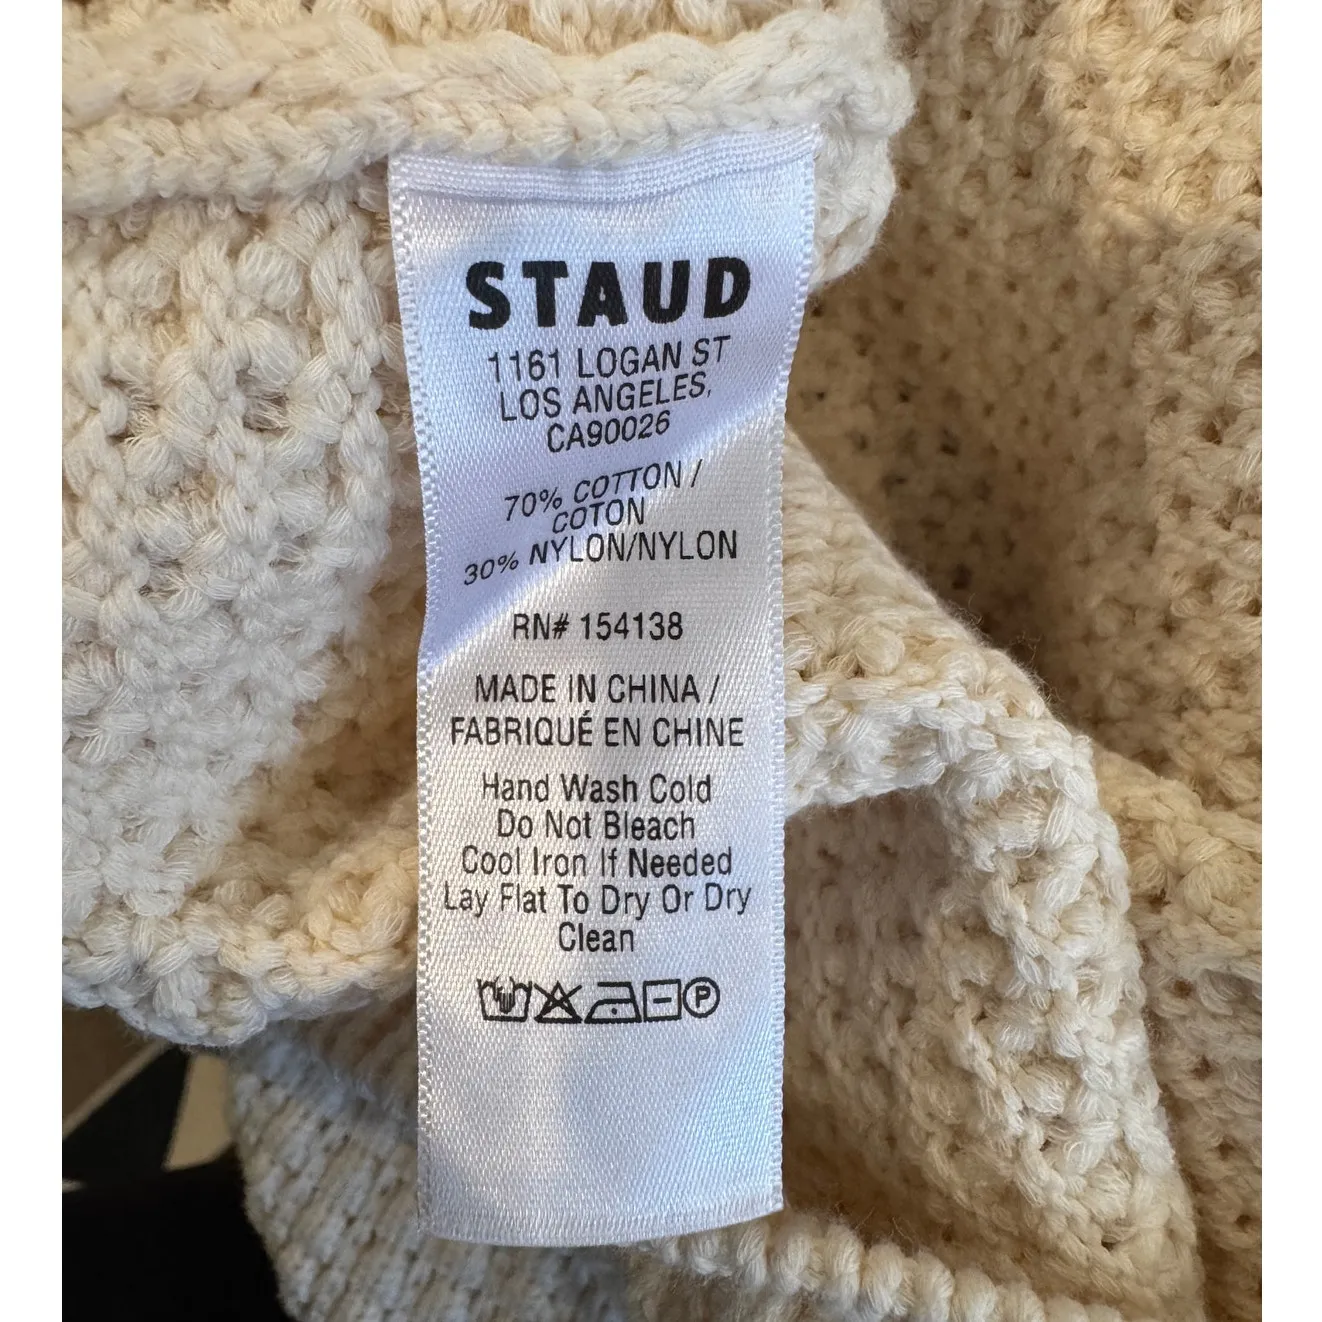 STAUD
1161 LOGAN ST
LOS ANGELES,
CA90026
70% COTTON /
COTON
30% NYLON/NYLON
RN# 154138
MADE IN CHINA /
FABRIQUÉ EN CHINE
Hand Wash Cold
Do Not Bleach
Cool Iron If Needed
Lay Flat To Dry Or Dry
Clean
P